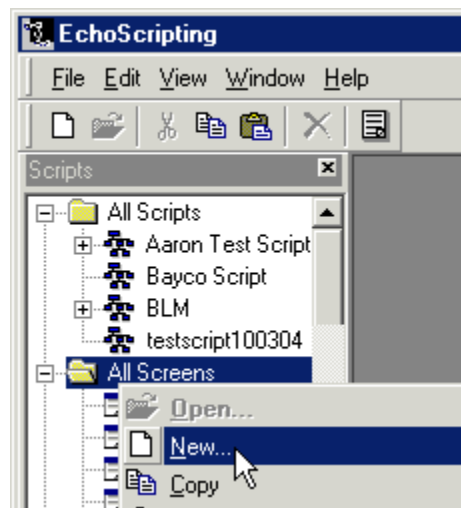 EchoScripting
File Edit View Window Help
Scripts
All Scripts
Aaron Test Script
Bayco Script
BLM
testscript100304
All Screens
Open...
New...
Copy